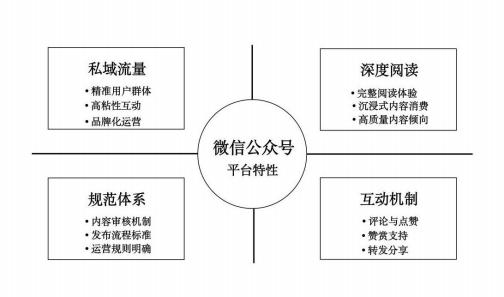 私域流量
• 精准用户群体
• 高粘性互动
• 品牌化运营
深度阅读
• 完整阅读体验
• 沉浸式内容消费
• 高质量内容倾向
微信公众号
平台特性
规范体系
• 内容审核机制
• 发布流程标准
• 运营规则明确
互动机制
• 评论与点赞
• 赞赏支持
• 转发分享